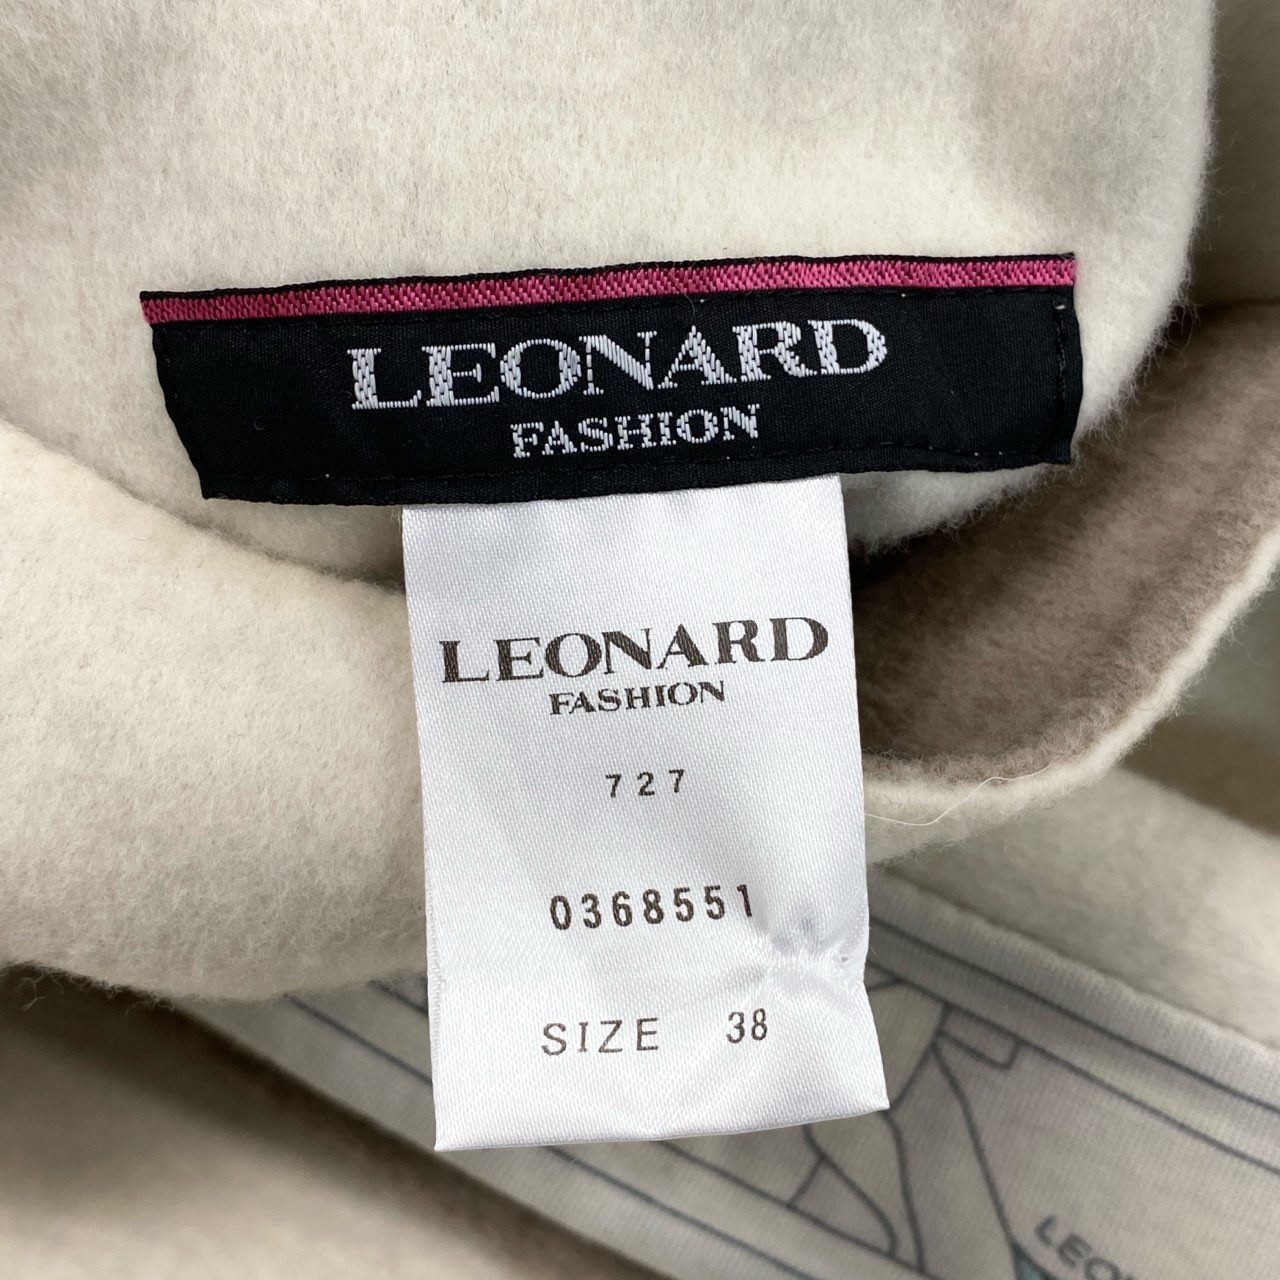 LEONARD
FASHION
LEONARD
FASHION
727
0368551
SIZE 38